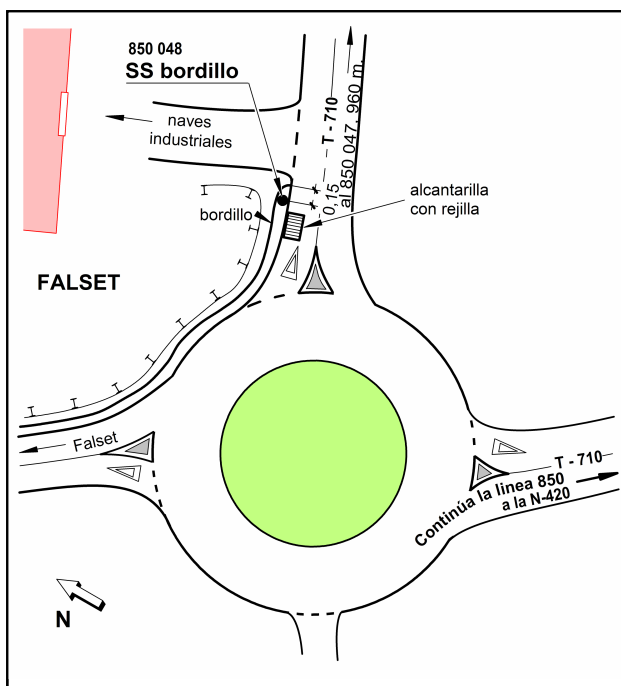 850 048
SS bordillo
naves
industriales
T - 710
al 850 047, 960 m.
0,15
alcantarilla
con rejilla
bordillo
FALSET
Falset
T - 710
Continúa la linea 850
a la N-420
N